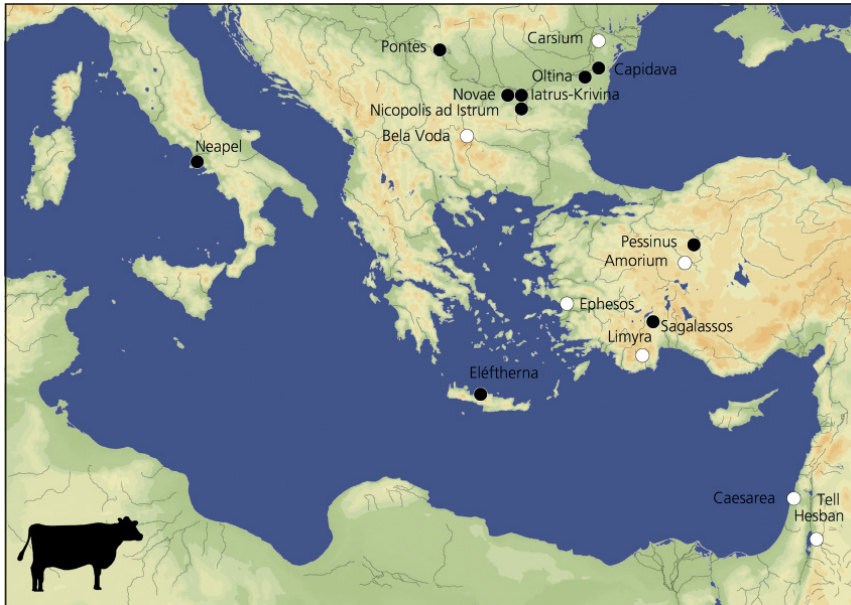 Carsium
Pontes
Oltina
Capidava
Novae
Iatrus-Krivina
Nicopolis ad Istrum
Bela Voda
Neapel
Pessinus
Amorium
Ephesos
Sagalassos
Limyra
Eléftherna
Caesarea
Tell
Hesban